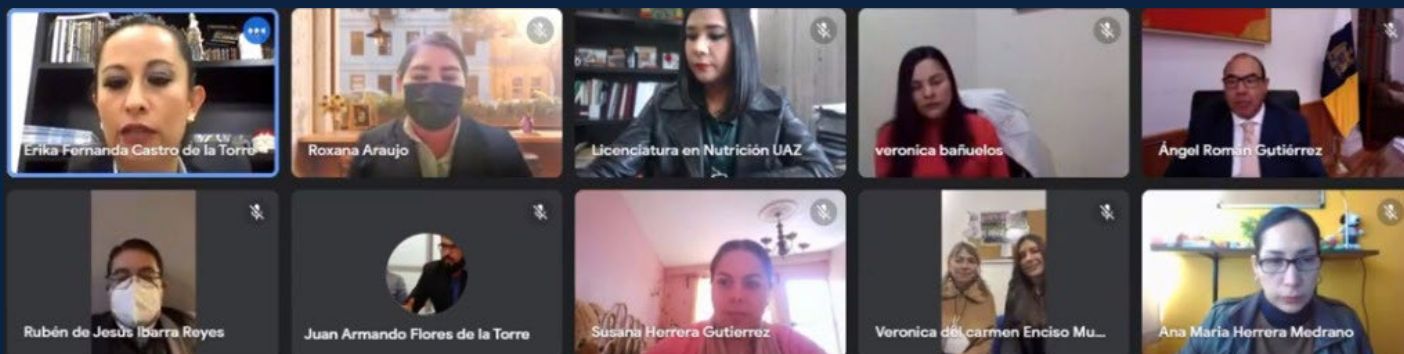 Erika Fernanda Castro de la Torre
Roxana Araujo
Licenciatura en Nutrición UAZ
veronica bañuelos
Ángel Román Gutiérrez
Rubén de Jesús Ibarra Reyes
Juan Armando Flores de la Torre
Susana Herrera Gutierrez
Veronica del carmen Enciso Mu...
Ana Maria Herrera Medrano